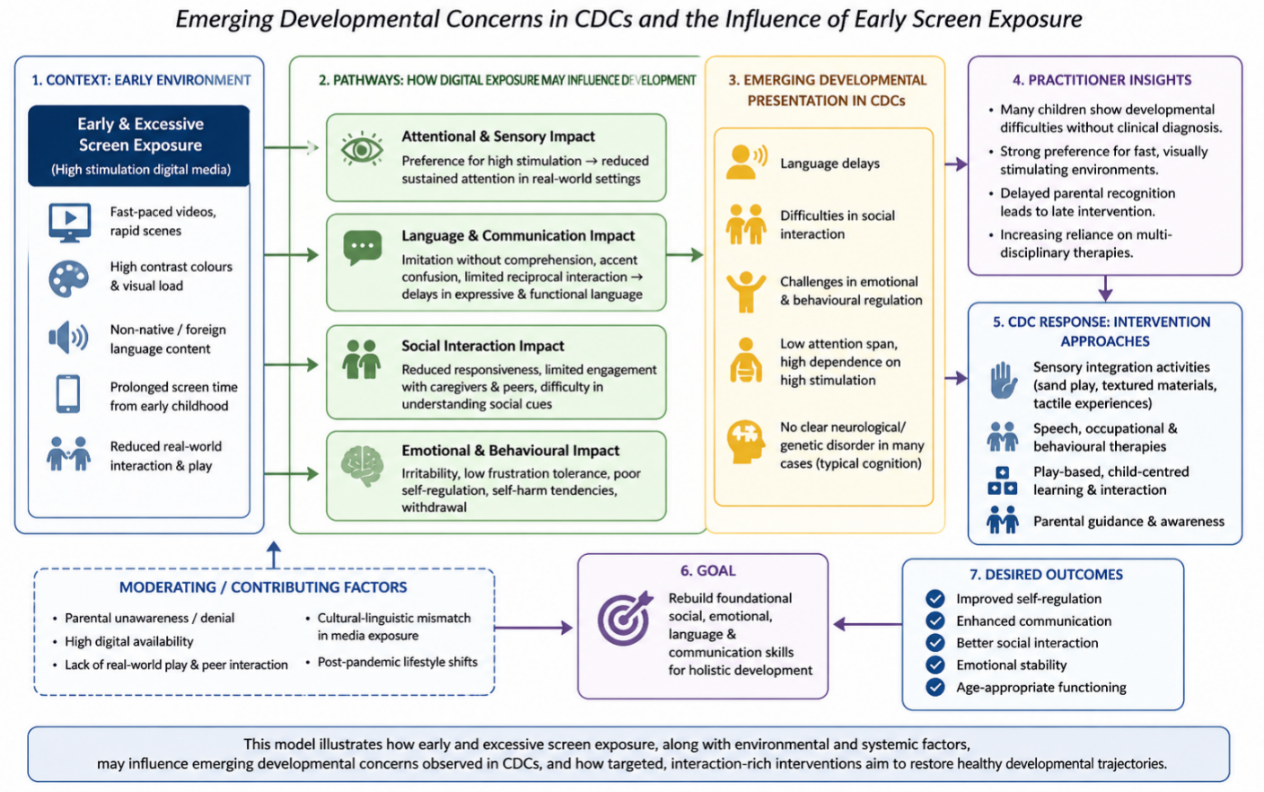 Emerging Developmental Concerns in CDCs and the Influence of Early Screen Exposure
1. CONTEXT: EARLY ENVIRONMENT
Early & Excessive
Screen Exposure
(High stimulation digital media)
Fast-paced videos,
rapid scenes
High contrast colours
& visual load
Non-native / foreign
language content
Prolonged screen time
from early childhood
Reduced real-world
interaction & play
2. PATHWAYS: HOW DIGITAL EXPOSURE MAY INFLUENCE DEVELOPMENT
Attentional & Sensory Impact
Preference for high stimulation → reduced
sustained attention in real-world settings
Language & Communication Impact
Imitation without comprehension, accent
confusion, limited reciprocal interaction →
delays in expressive & functional language
Social Interaction Impact
Reduced responsiveness, limited engagement
with caregivers & peers, difficulty in
understanding social cues
Emotional & Behavioural Impact
Irritability, low frustration tolerance, poor
self-regulation, self-harm tendencies,
withdrawal
3. EMERGING DEVELOPMENTAL
PRESENTATION IN CDCs
Language delays
Difficulties in social
interaction
Challenges in emotional
& behavioural regulation
Low attention span,
high dependence on
high stimulation
No clear neurological/
genetic disorder in many
cases (typical cognition)
4. PRACTITIONER INSIGHTS
• Many children show developmental
difficulties without clinical diagnosis.
• Strong preference for fast, visually
stimulating environments.
• Delayed parental recognition
leads to late intervention.
• Increasing reliance on multi-
disciplinary therapies.
5. CDC RESPONSE: INTERVENTION
APPROACHES
Sensory integration activities
(sand play, textured materials,
tactile experiences)
Speech, occupational &
behavioural therapies
Play-based, child-centred
learning & interaction
Parental guidance & awareness
MODERATING / CONTRIBUTING FACTORS
• Parental unawareness / denial
• High digital availability
• Lack of real-world play & peer interaction
• Cultural-linguistic mismatch
in media exposure
• Post-pandemic lifestyle shifts
6. GOAL
Rebuild foundational
social, emotional,
language &
communication skills
for holistic development
7. DESIRED OUTCOMES
Improved self-regulation
Enhanced communication
Better social interaction
Emotional stability
Age-appropriate functioning
This model illustrates how early and excessive screen exposure, along with environmental and systemic factors,
may influence emerging developmental concerns observed in CDCs, and how targeted, interaction-rich interventions aim to restore healthy developmental trajectories.